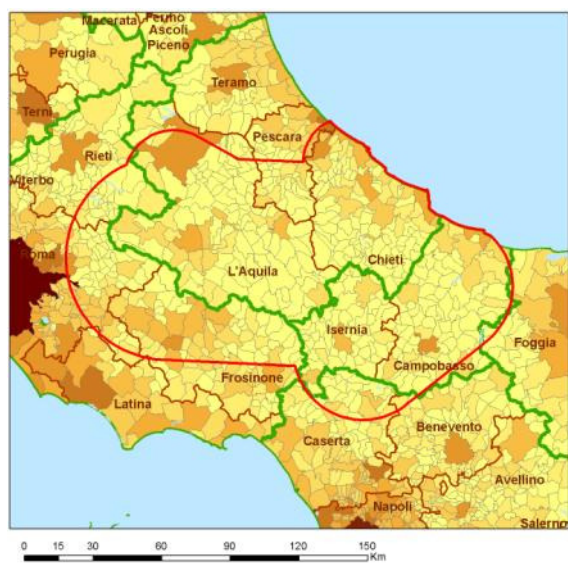 Macerata
Fermo
Ascoli
Piceno
Perugia
Teramo
Terni
Pescara
Rieti
Viterbo
Roma
L'Aquila
Chieti
Isernia
Foggia
Campobasso
Frosinone
Latina
Benevento
Caserta
Avellino
Napoli
Salerno
0 15 30 60 90 120 150
Km